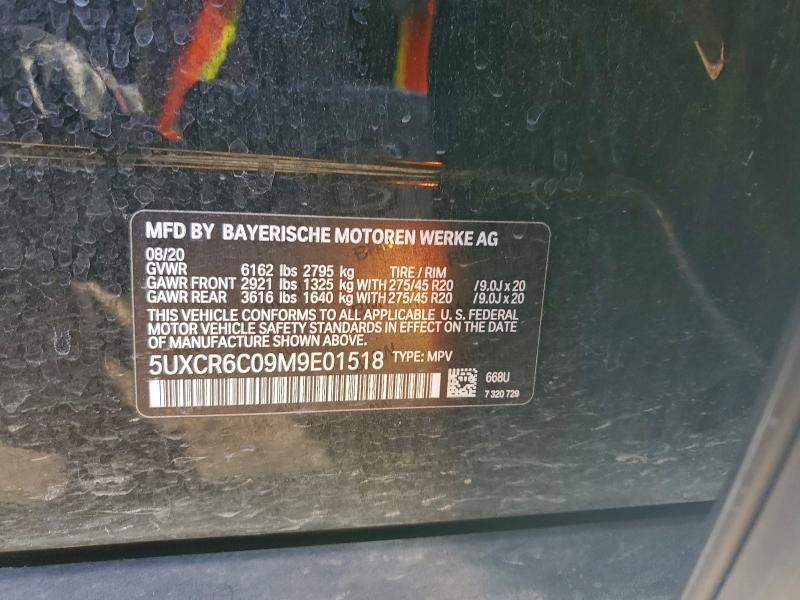 MFD BY BAYERISCHE MOTOREN WERKE AG
08/20
GVWR 6162 lbs 2795 kg TIRE / RIM
GAWR FRONT 2921 lbs 1325 kg WITH 275/45 R20 /9.0J x 20
GAWR REAR 3616 lbs 1640 kg WITH 275/45 R20 /9.0J x 20
THIS VEHICLE CONFORMS TO ALL APPLICABLE U.S. FEDERAL
MOTOR VEHICLE SAFETY STANDARDS IN EFFECT ON THE DATE
OF MANUFACTURE SHOWN ABOVE.
5UXCR6C09M9E01518 TYPE: MPV
668U
7 320 729